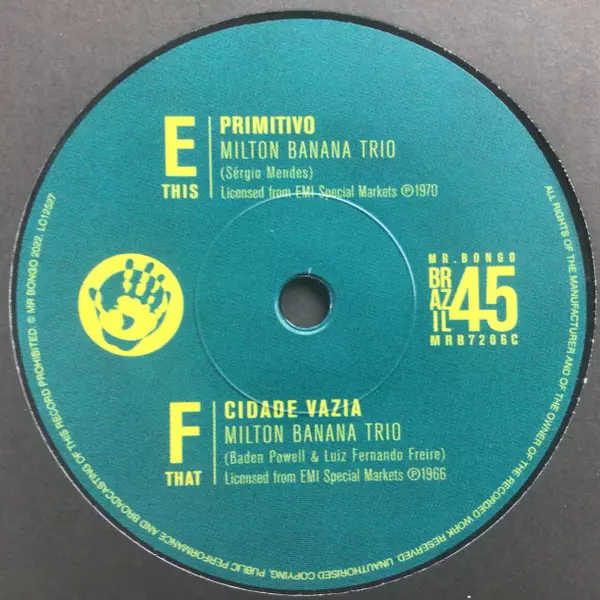 E
THIS
PRIMITIVO
MILTON BANANA TRIO
(Sérgio Mendes)
Licensed from EMI Special Markets ℗1970
MR.BONGO
BR
AZ
IL
45
MRB7206C
F
THAT
CIDADE VAZIA
MILTON BANANA TRIO
(Baden Powell & Luiz Fernando Freire)
Licensed from EMI Special Markets ℗1966
ALL RIGHTS OF THE MANUFACTURER AND OF THE OWNER OF THE RECORDED WORK RESERVED. UNAUTHORISED COPYING, PUBLIC PERFORMANCE AND BROADCASTING OF THIS RECORD PROHIBITED. © MR BONGO 2022. LC12527